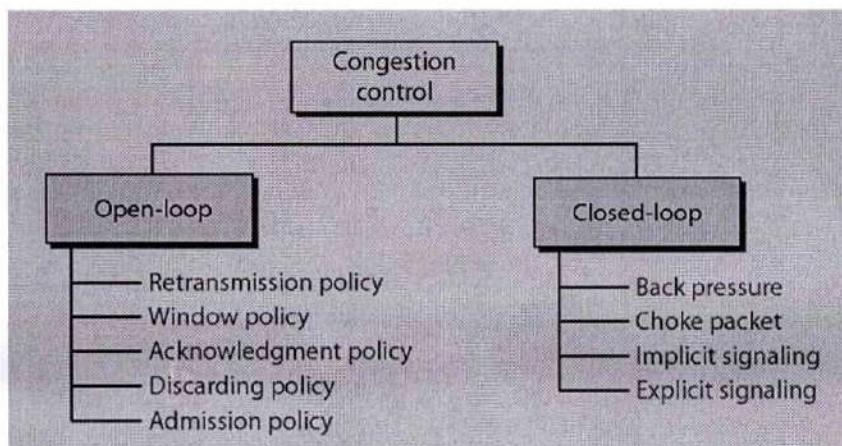 Congestion
control
Open-loop
Retransmission policy
Window policy
Acknowledgment policy
Discarding policy
Admission policy
Closed-loop
Back pressure
Choke packet
Implicit signaling
Explicit signaling